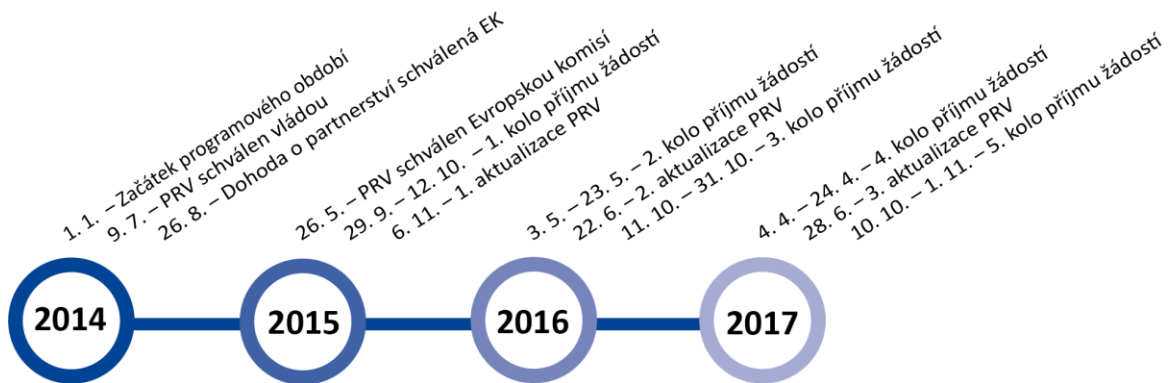 1. 1. – Začátek programového období
9. 7. – PRV schválen vládou
26. 8. – Dohoda o partnerství schválená EK
26. 5. – PRV schválen Evropskou komisí
29. 9. – 12. 10. – 1. kolo příjmu žádostí
6. 11. – 1. aktualizace PRV
3. 5. – 23. 5. – 2. kolo příjmu žádostí
22. 6. – 2. aktualizace PRV
11. 10. – 31. 10. – 3. kolo příjmu žádostí
4. 4. – 24. 4. – 4. kolo příjmu žádostí
28. 6. – 3. aktualizace PRV
10. 10. – 1. 11. – 5. kolo příjmu žádostí
2014
2015
2016
2017